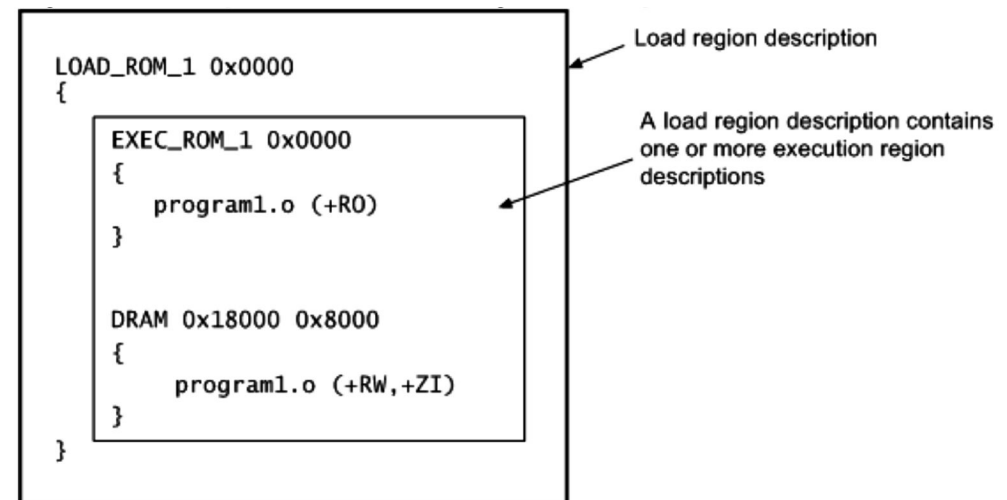 LOAD_ROM_1 0x0000
{
EXEC_ROM_1 0x0000
{
program1.o (+RO)
}
DRAM 0x18000 0x8000
{
program1.o (+RW,+ZI)
}
}
Load region description
A load region description contains
one or more execution region
descriptions